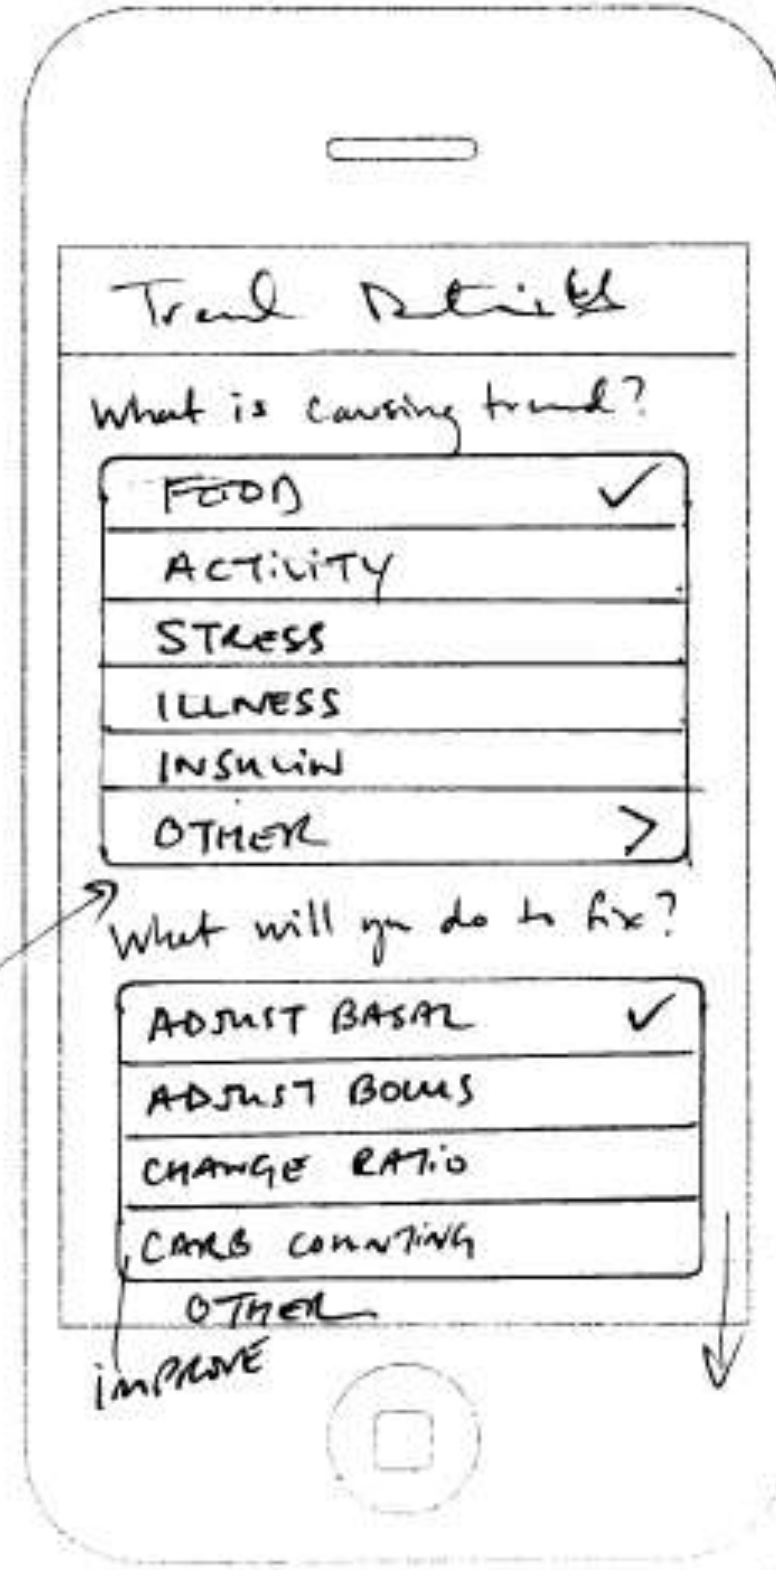 Trend Details
What is causing trend?
FOOD ✓
ACTIVITY
STRESS
ILLNESS
INSULIN
OTHER >
What will you do to fix?
ADJUST BASAL ✓
ADJUST BOLUS
CHANGE RATIO
CARB COUNTING
OTHER
IMPROVE